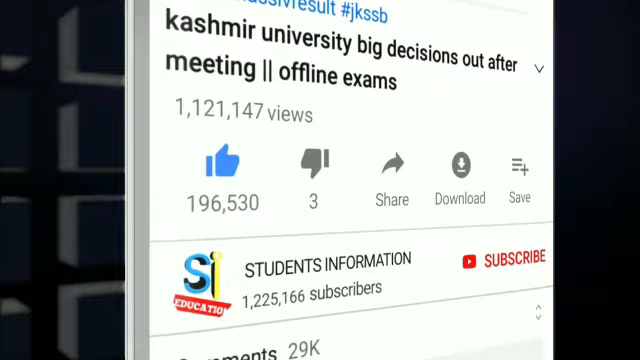 #jkssb
kashmir university big decisions out after
meeting || offline exams
1,121,147 views
196,530
3
Share
Download
Save
Si
EDUCATION
STUDENTS INFORMATION
1,225,166 subscribers
SUBSCRIBE
29K